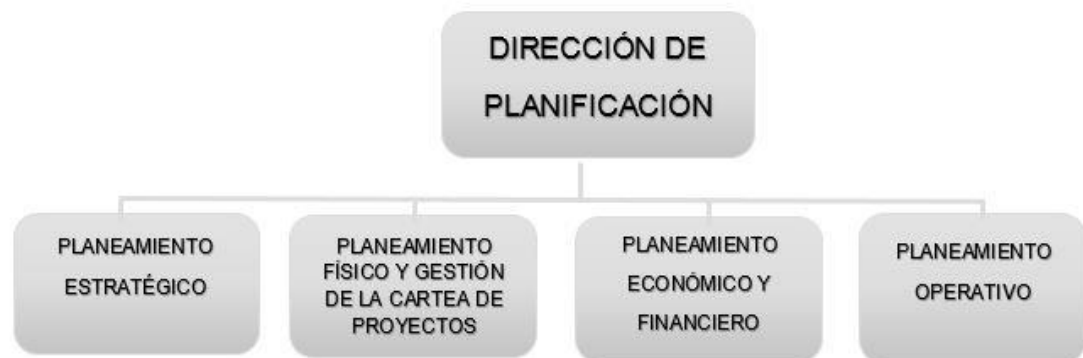 DIRECCIÓN DE
PLANIFICACIÓN
PLANEAMIENTO
ESTRATÉGICO
PLANEAMIENTO
FÍSICO Y GESTIÓN
DE LA CARTEA DE
PROYECTOS
PLANEAMIENTO
ECONÓMICO Y
FINANCIERO
PLANEAMIENTO
OPERATIVO